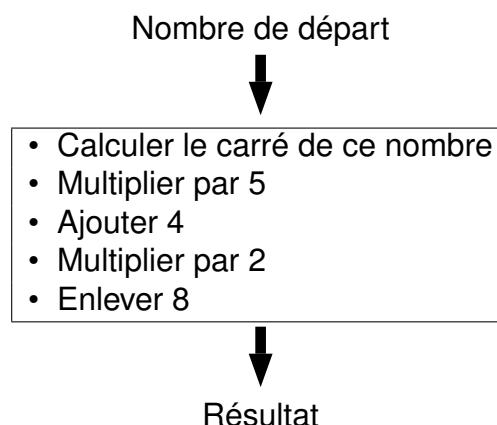 Nombre de départ
• Calculer le carré de ce nombre
• Multiplier par 5
• Ajouter 4
• Multiplier par 2
• Enlever 8
Résultat